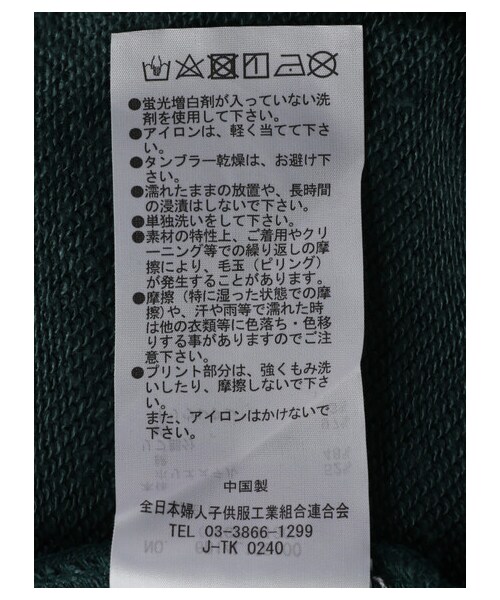 ●蛍光増白剤が入っていない洗
剤を使用して下さい。
●アイロンは、軽く当てて下さ
い。
●タンブラー乾燥は、お避け下
さい。
●濡れたままの放置や、長時間
の浸漬はしないで下さい。
●単独洗いをして下さい。
●素材の特性上、ご着用やクリ
ーニング等での繰り返しの摩
擦により、毛玉（ピリング）
が発生することがあります。
●摩擦（特に湿った状態での摩
擦）や、汗や雨等で濡れた時
は他の衣類等に色落ち・色移
りする事がありますのでご注
意下さい。
●プリント部分は、強くもみ洗
いしたり、摩擦しないで下さ
い。
また、アイロンはかけないで
下さい。
中国製
全日本婦人子供服工業組合連合会
TEL 03-3866-1299
J-TK 0240